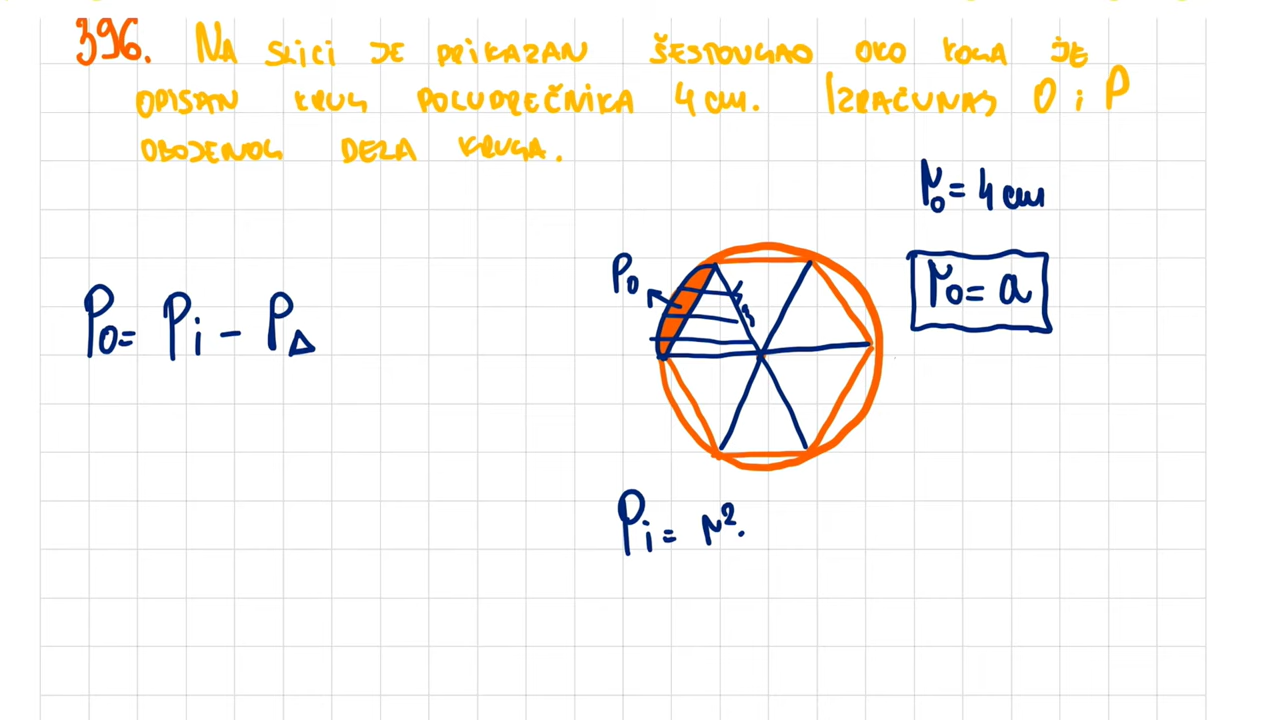 396. NA SLICI JE PRIKAZAN ŠESTOUGAO OKO KOGA JE
OPISAN KRUG POLUPREČNIKA 4 cm. IZRAČUNAJ O i P
OBOJENOG DELA KRUGA.
r₀ = 4 cm
r₀ = a
P₀
P₀ = Pi - P△
Pi = r²·